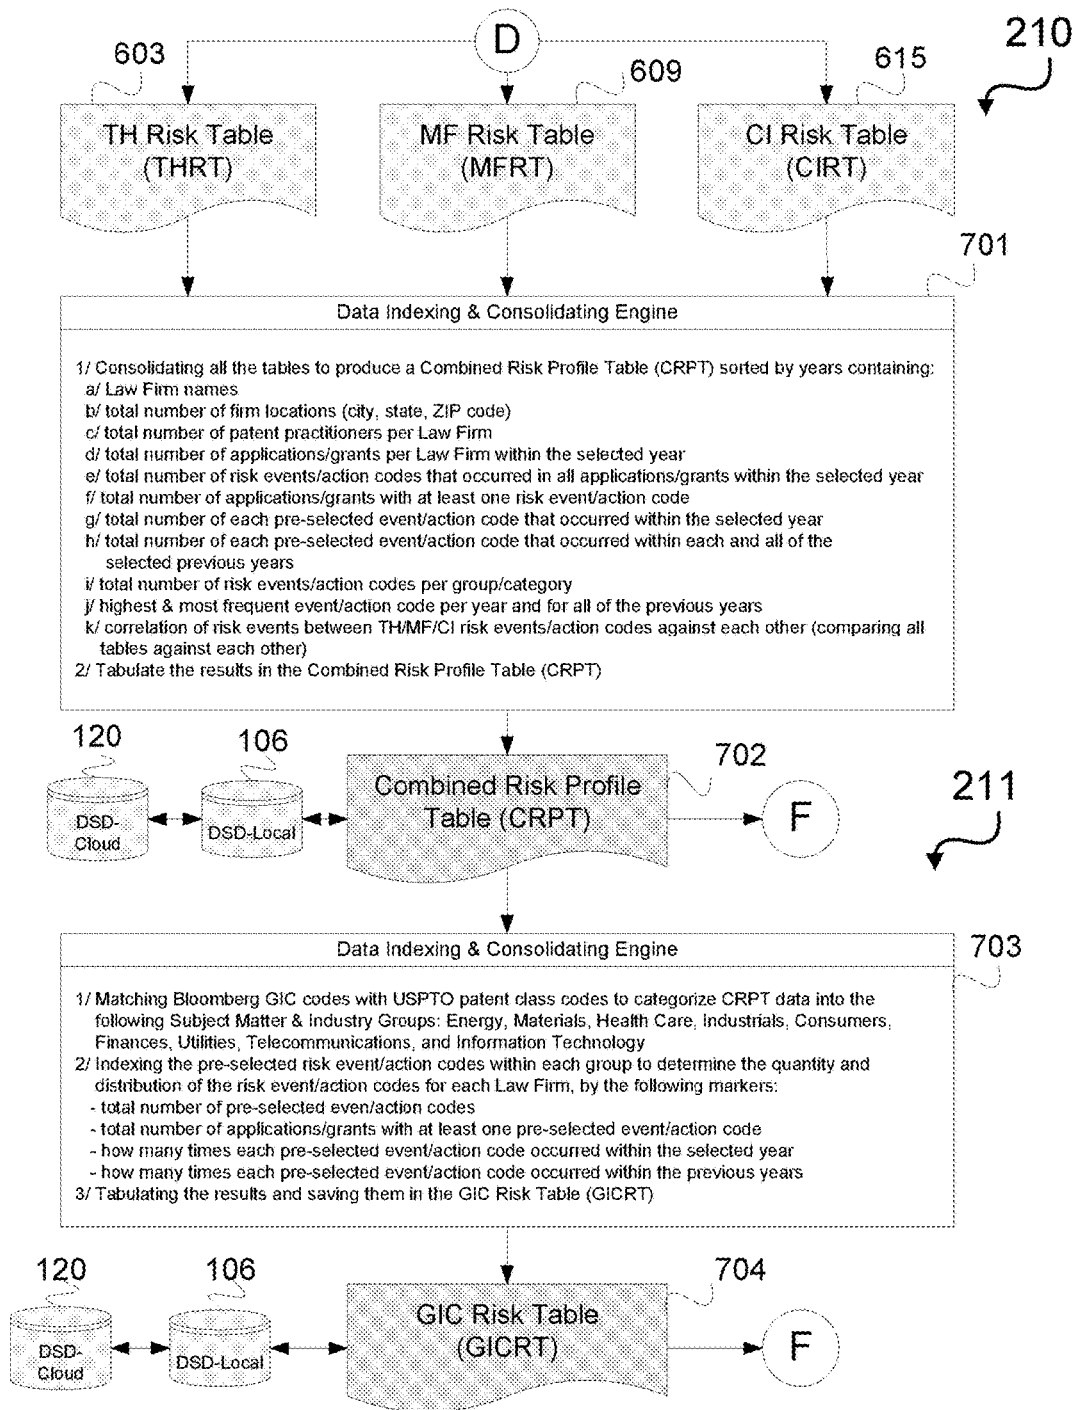 D
210
603
609
615
TH Risk Table
(THRT)
MF Risk Table
(MFRT)
CI Risk Table
(CIRT)
701
Data Indexing & Consolidating Engine
1/ Consolidating all the tables to produce a Combined Risk Profile Table (CRPT) sorted by years containing:
a/ Law Firm names
b/ total number of firm locations (city, state, ZIP code)
c/ total number of patent practitioners per Law Firm
d/ total number of applications/grants per Law Firm within the selected year
e/ total number of risk events/action codes that occurred in all applications/grants within the selected year
f/ total number of applications/grants with at least one risk event/action code
g/ total number of each pre-selected event/action code that occurred within the selected year
h/ total number of each pre-selected event/action code that occurred within each and all of the
selected previous years
i/ total number of risk events/action codes per group/category
j/ highest & most frequent event/action code per year and for all of the previous years
k/ correlation of risk events between TH/MF/CI risk events/action codes against each other (comparing all
tables against each other)
2/ Tabulate the results in the Combined Risk Profile Table (CRPT)
120
106
702
DSD-
Cloud
DSD-Local
Combined Risk Profile
Table (CRPT)
F
211
Data Indexing & Consolidating Engine
703
1/ Matching Bloomberg GIC codes with USPTO patent class codes to categorize CRPT data into the
following Subject Matter & Industry Groups: Energy, Materials, Health Care, Industrials, Consumers,
Finances, Utilities, Telecommunications, and Information Technology
2/ Indexing the pre-selected risk event/action codes within each group to determine the quantity and
distribution of the risk event/action codes for each Law Firm, by the following markers:
- total number of pre-selected even/action codes
- total number of applications/grants with at least one pre-selected event/action code
- how many times each pre-selected event/action code occurred within the selected year
- how many times each pre-selected event/action code occurred within the previous years
3/ Tabulating the results and saving them in the GIC Risk Table (GICRT)
120
106
704
DSD-
Cloud
DSD-Local
GIC Risk Table
(GICRT)
F